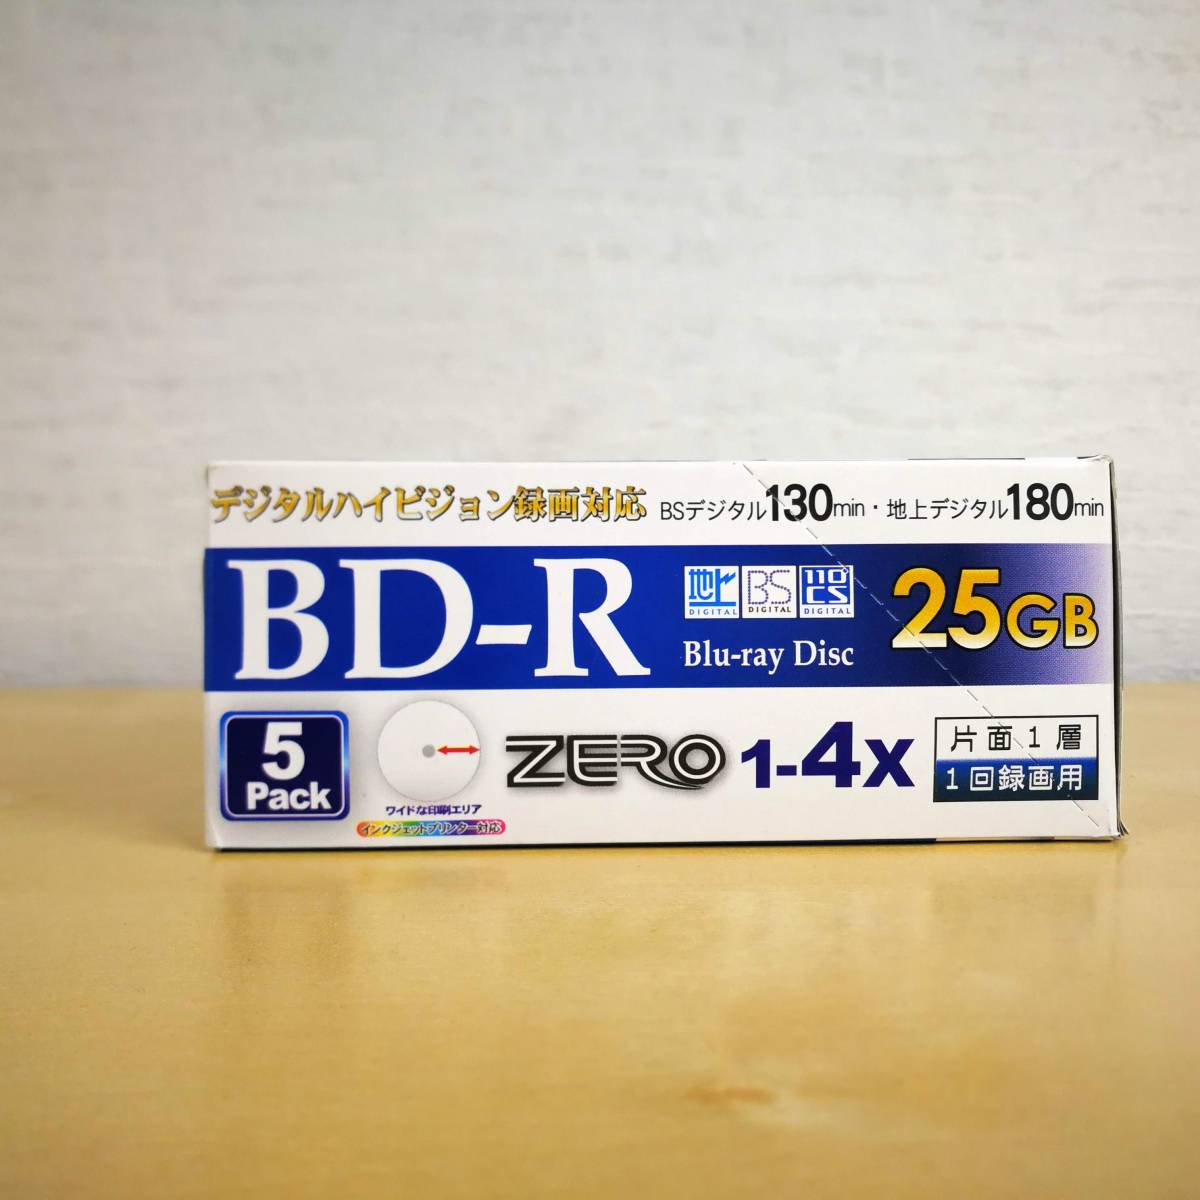 デジタルハイビジョン録画対応 BSデジタル130min・地上デジタル180min
BD-R
地上
DIGITAL
BS
DIGITAL
110°
CS
DIGITAL
Blu-ray Disc
25GB
5
Pack
ワイドな印刷エリア
インクジェットプリンター対応
ZERO
1-4X
片面1層
1回録画用